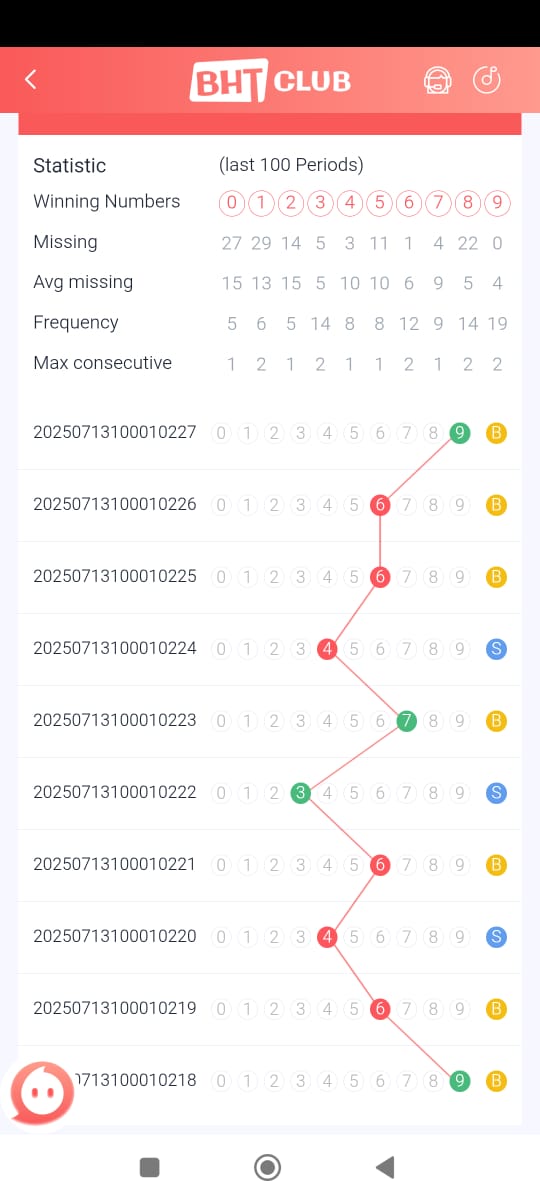 BHT CLUB
Statistic (last 100 Periods)
Winning Numbers 0 1 2 3 4 5 6 7 8 9
Missing 27 29 14 5 3 11 1 4 22 0
Avg missing 15 13 15 5 10 10 6 9 5 4
Frequency 5 6 5 14 8 8 12 9 14 19
Max consecutive 1 2 1 2 1 1 2 1 2 2
20250713100010227 0 1 2 3 4 5 6 7 8 9 B
20250713100010226 0 1 2 3 4 5 6 7 8 9 B
20250713100010225 0 1 2 3 4 5 6 7 8 9 B
20250713100010224 0 1 2 3 4 5 6 7 8 9 S
20250713100010223 0 1 2 3 4 5 6 7 8 9 B
20250713100010222 0 1 2 3 4 5 6 7 8 9 S
20250713100010221 0 1 2 3 4 5 6 7 8 9 B
20250713100010220 0 1 2 3 4 5 6 7 8 9 S
20250713100010219 0 1 2 3 4 5 6 7 8 9 B
713100010218 0 1 2 3 4 5 6 7 8 9 B